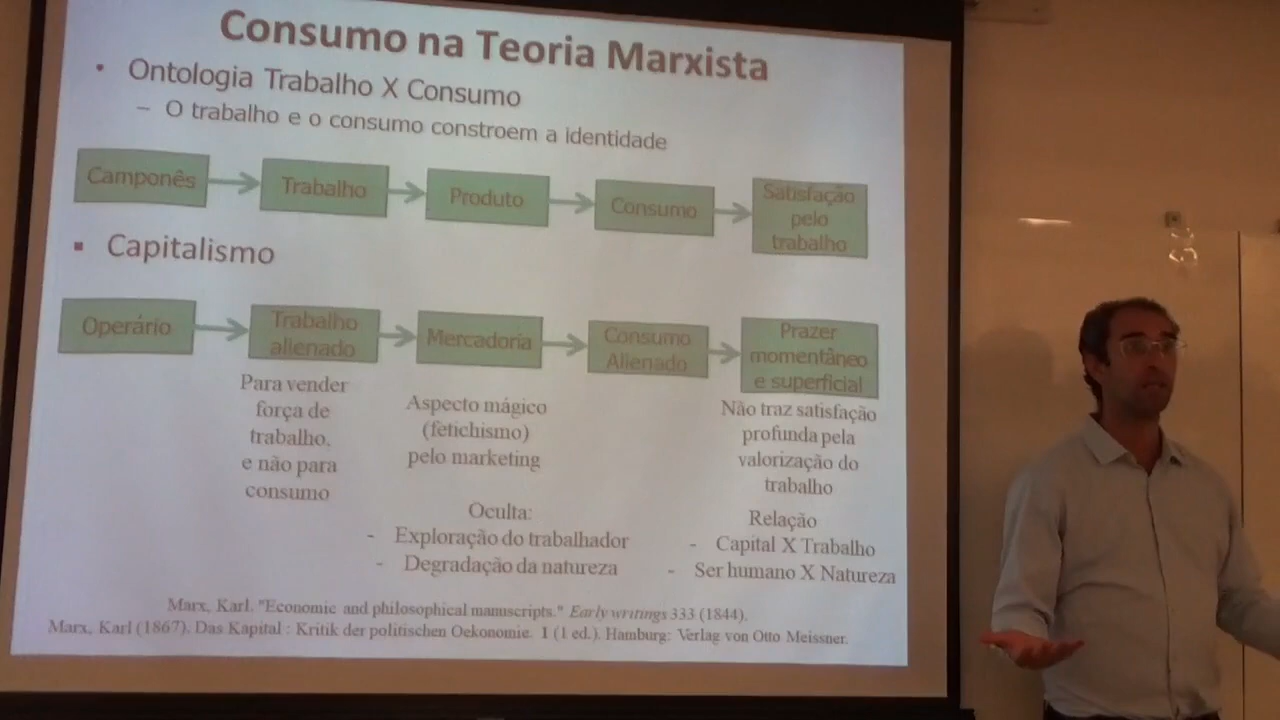 Consumo na Teoria Marxista
• Ontologia Trabalho X Consumo
– O trabalho e o consumo constroem a identidade
Camponês
Trabalho
Produto
Consumo
Satisfação
pelo
trabalho
▪ Capitalismo
Operário
Trabalho
alienado
Mercadoria
Consumo
Alienado
Prazer
momentâneo
e superficial
Para vender
força de
trabalho,
e não para
consumo
Aspecto mágico
(fetichismo)
pelo marketing
Oculta:
- Exploração do trabalhador
- Degradação da natureza
Não traz satisfação
profunda pela
valorização do
trabalho
Relação
- Capital X Trabalho
- Ser humano X Natureza
Marx, Karl. "Economic and philosophical manuscripts." Early writings 333 (1844).
Marx, Karl (1867). Das Kapital : Kritik der politischen Oekonomie. 1 (1 ed.). Hamburg: Verlag von Otto Meissner.